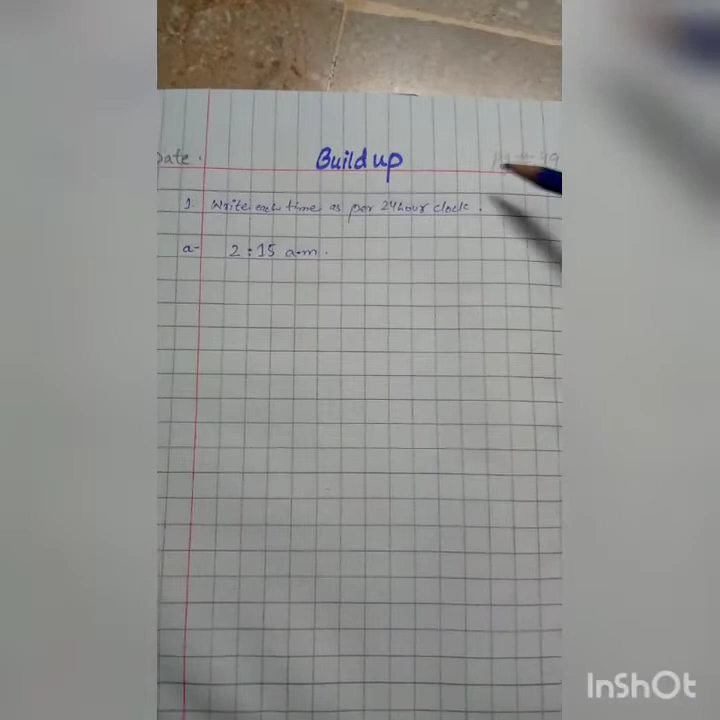 Date.
Build up
1. Write each time as per 24 hour clock.
a- 2:15 a.m.
InShOt